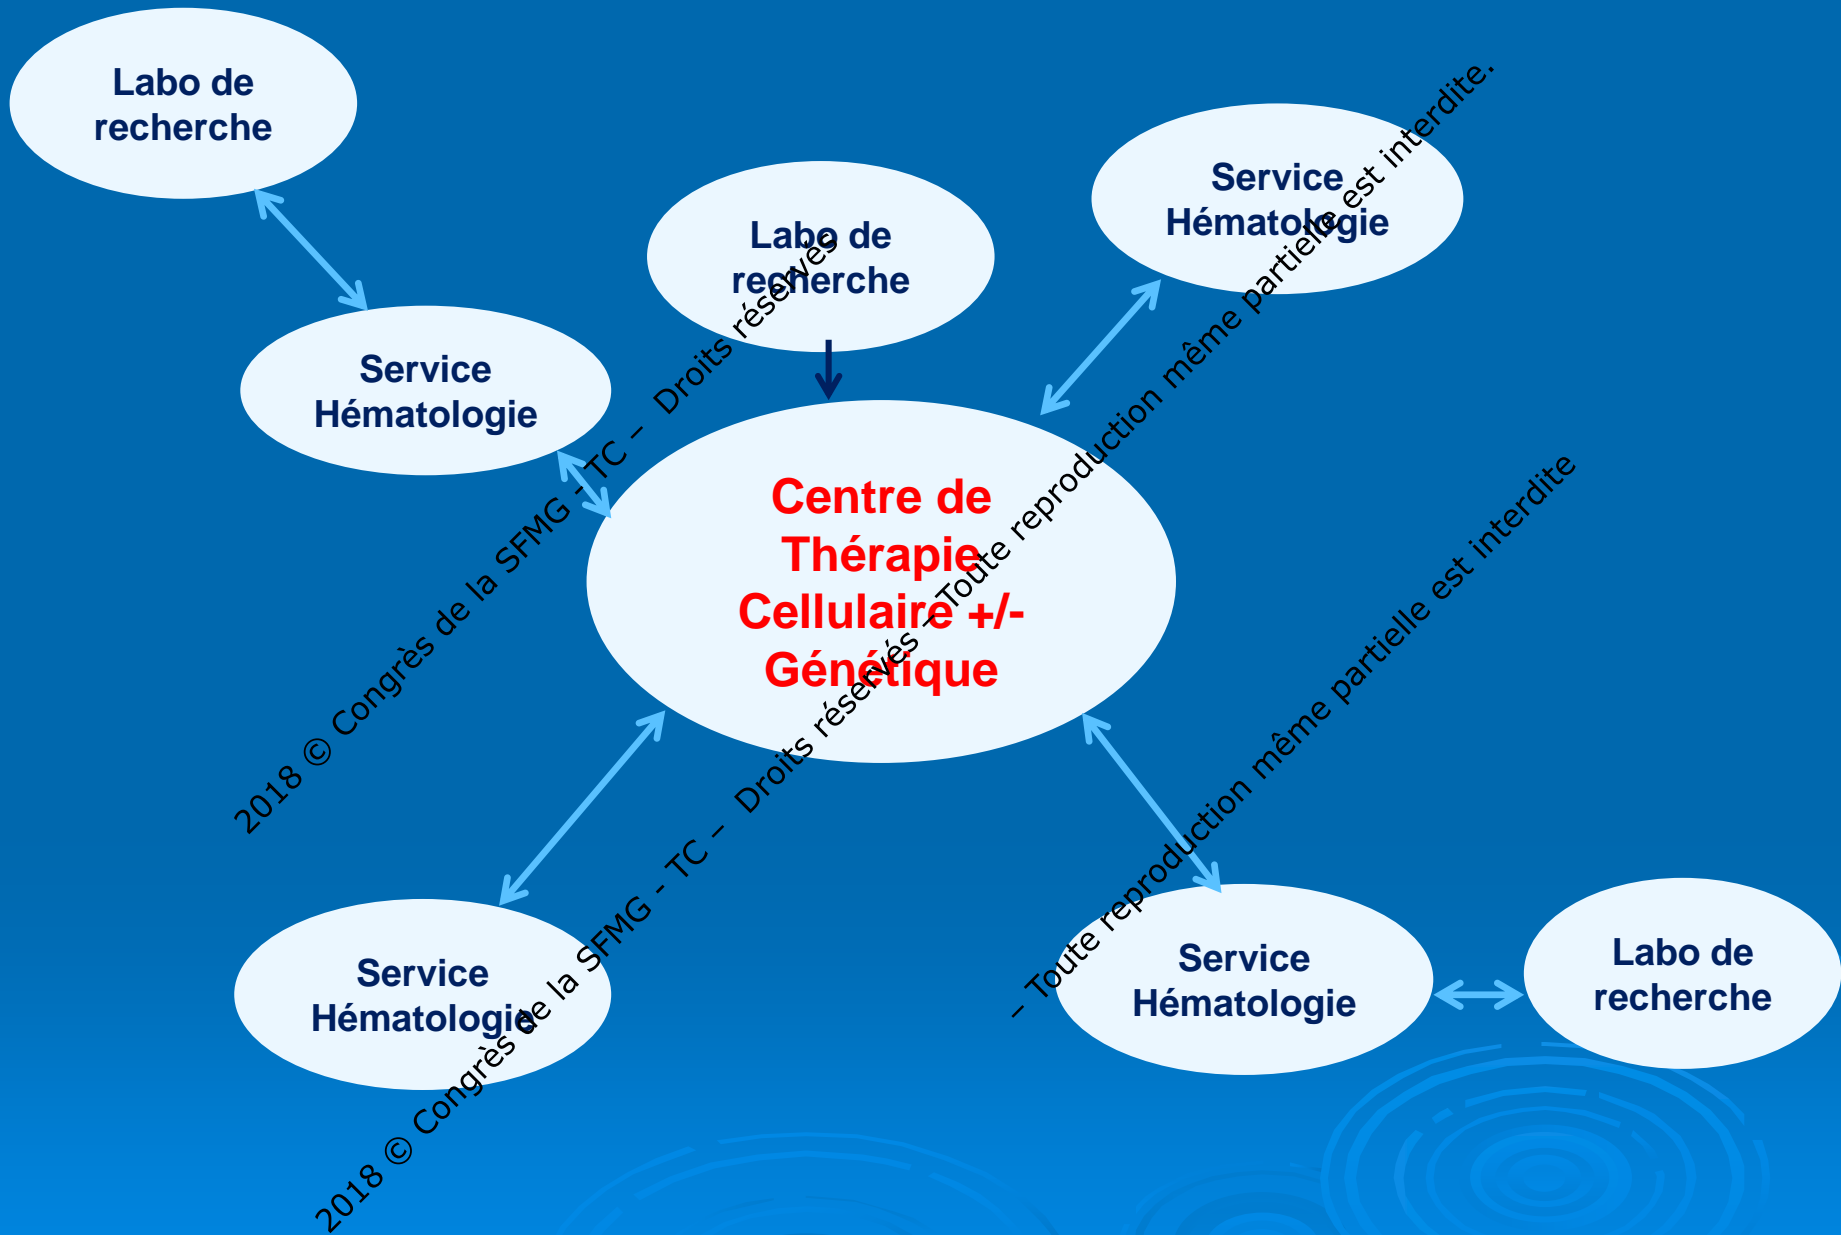 Labo de
recherche
Service
Hématologie
Labo de
recherche
Service
Hématologie
Centre de
Thérapie
Cellulaire +/-
Génétique
Service
Hématologie
Service
Hématologie
Labo de
recherche
2018 © Congrès de la SFMG - TC – Droits réservés
– Toute reproduction même partielle est interdite
2018 © Congrès de la SFMG - TC – Droits réservés – Toute reproduction même partielle est interdite.